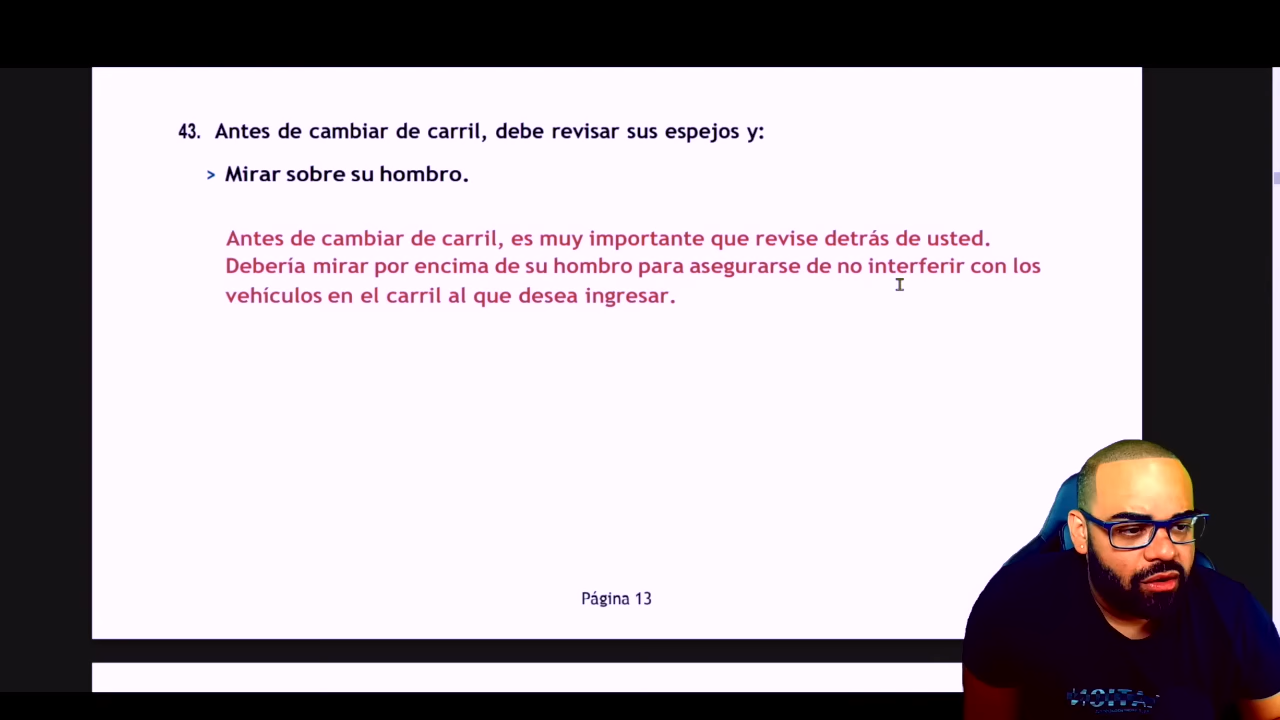 43. Antes de cambiar de carril, debe revisar sus espejos y:
> Mirar sobre su hombro.
Antes de cambiar de carril, es muy importante que revise detrás de usted.
Debería mirar por encima de su hombro para asegurarse de no interferir con los
vehículos en el carril al que desea ingresar.
Página 13